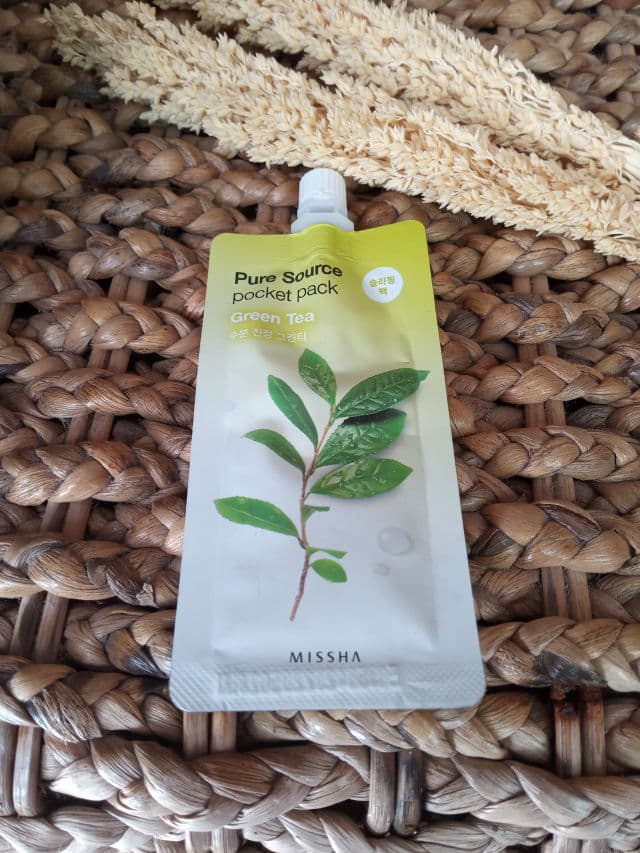 Pure Source
pocket pack
슬리핑
팩
Green Tea
수분 진정 그린티
MISSHA